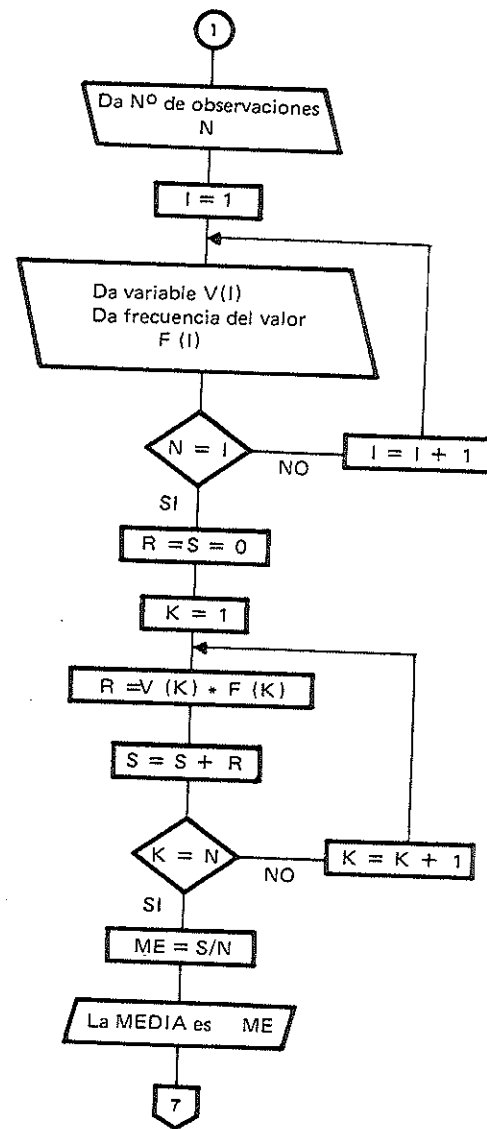 1
Da Nº de observaciones
N
I = 1
Da variable V(I)
Da frecuencia del valor
F (I)
N = I
NO
I = I + 1
SI
R = S = 0
K = 1
R = V (K) * F (K)
S = S + R
K = N
NO
K = K + 1
SI
ME = S/N
La MEDIA es ME
7